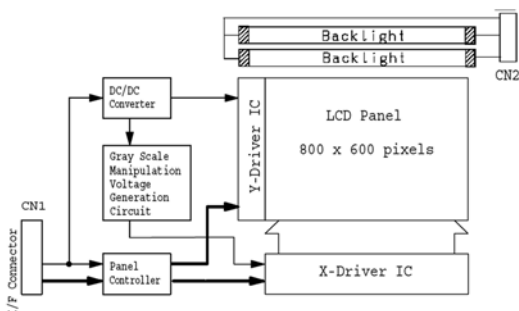 Backlight
Backlight
CN2
DC/DC
Converter
Y-Driver IC
LCD Panel
800 x 600 pixels
Gray Scale
Manipulation
Voltage
Generation
Circuit
CN1
I/F Connector
Panel
Controller
X-Driver IC